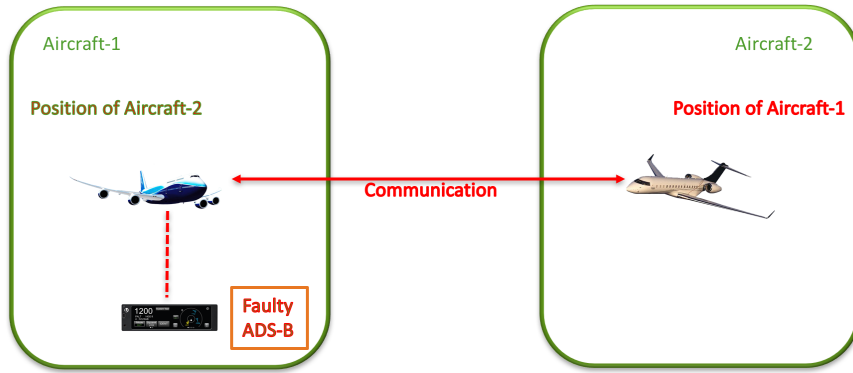 Aircraft-1
Aircraft-2
Position of Aircraft-2
Position of Aircraft-1
Communication
1200
Faulty
ADS-B